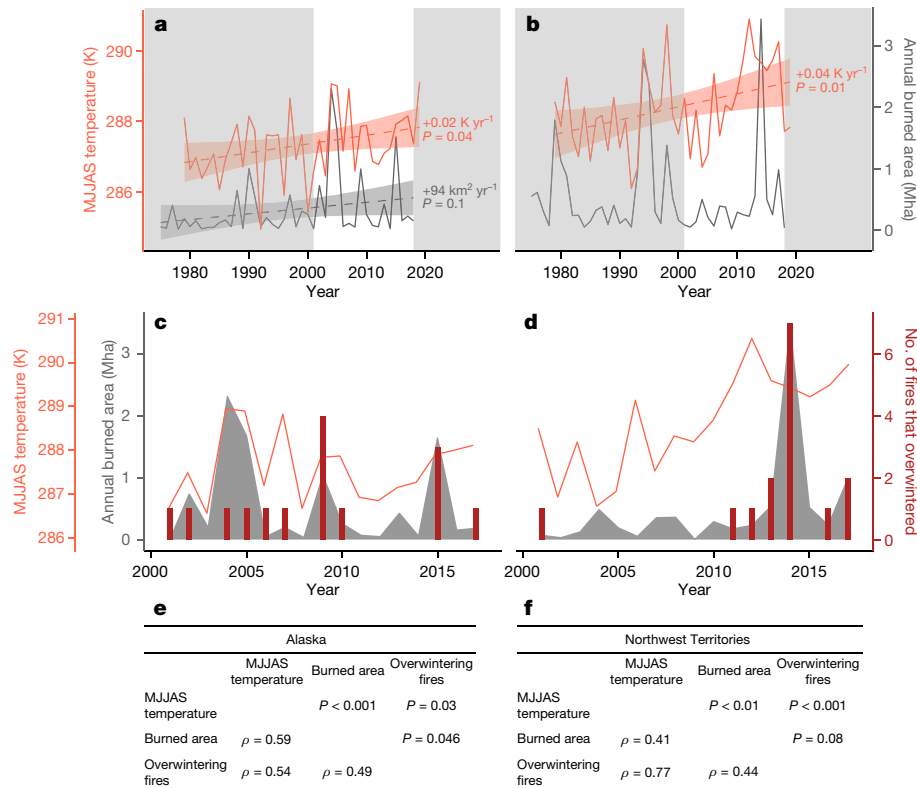 a
b
MJJAS temperature (K)
290
288
286
+0.02 K yr−1
P = 0.04
+94 km2 yr−1
P = 0.1
1980
1990
2000
2010
2020
Year
+0.04 K yr−1
P = 0.01
1980
1990
2000
2010
2020
Year
3
2
1
0
Annual burned area (Mha)
c
d
MJJAS temperature (K)
291
290
289
288
287
286
Annual burned area (Mha)
3
2
1
0
2000
2005
2010
2015
Year
2000
2005
2010
2015
Year
6
4
2
0
No. of fires that overwintered
e
Alaska
MJJAS temperature
Burned area
Overwintering fires
MJJAS temperature
P < 0.001
P = 0.03
Burned area
ρ = 0.59
P = 0.046
Overwintering fires
ρ = 0.54
ρ = 0.49
f
Northwest Territories
MJJAS temperature
Burned area
Overwintering fires
MJJAS temperature
P < 0.01
P < 0.001
Burned area
ρ = 0.41
P = 0.08
Overwintering fires
ρ = 0.77
ρ = 0.44